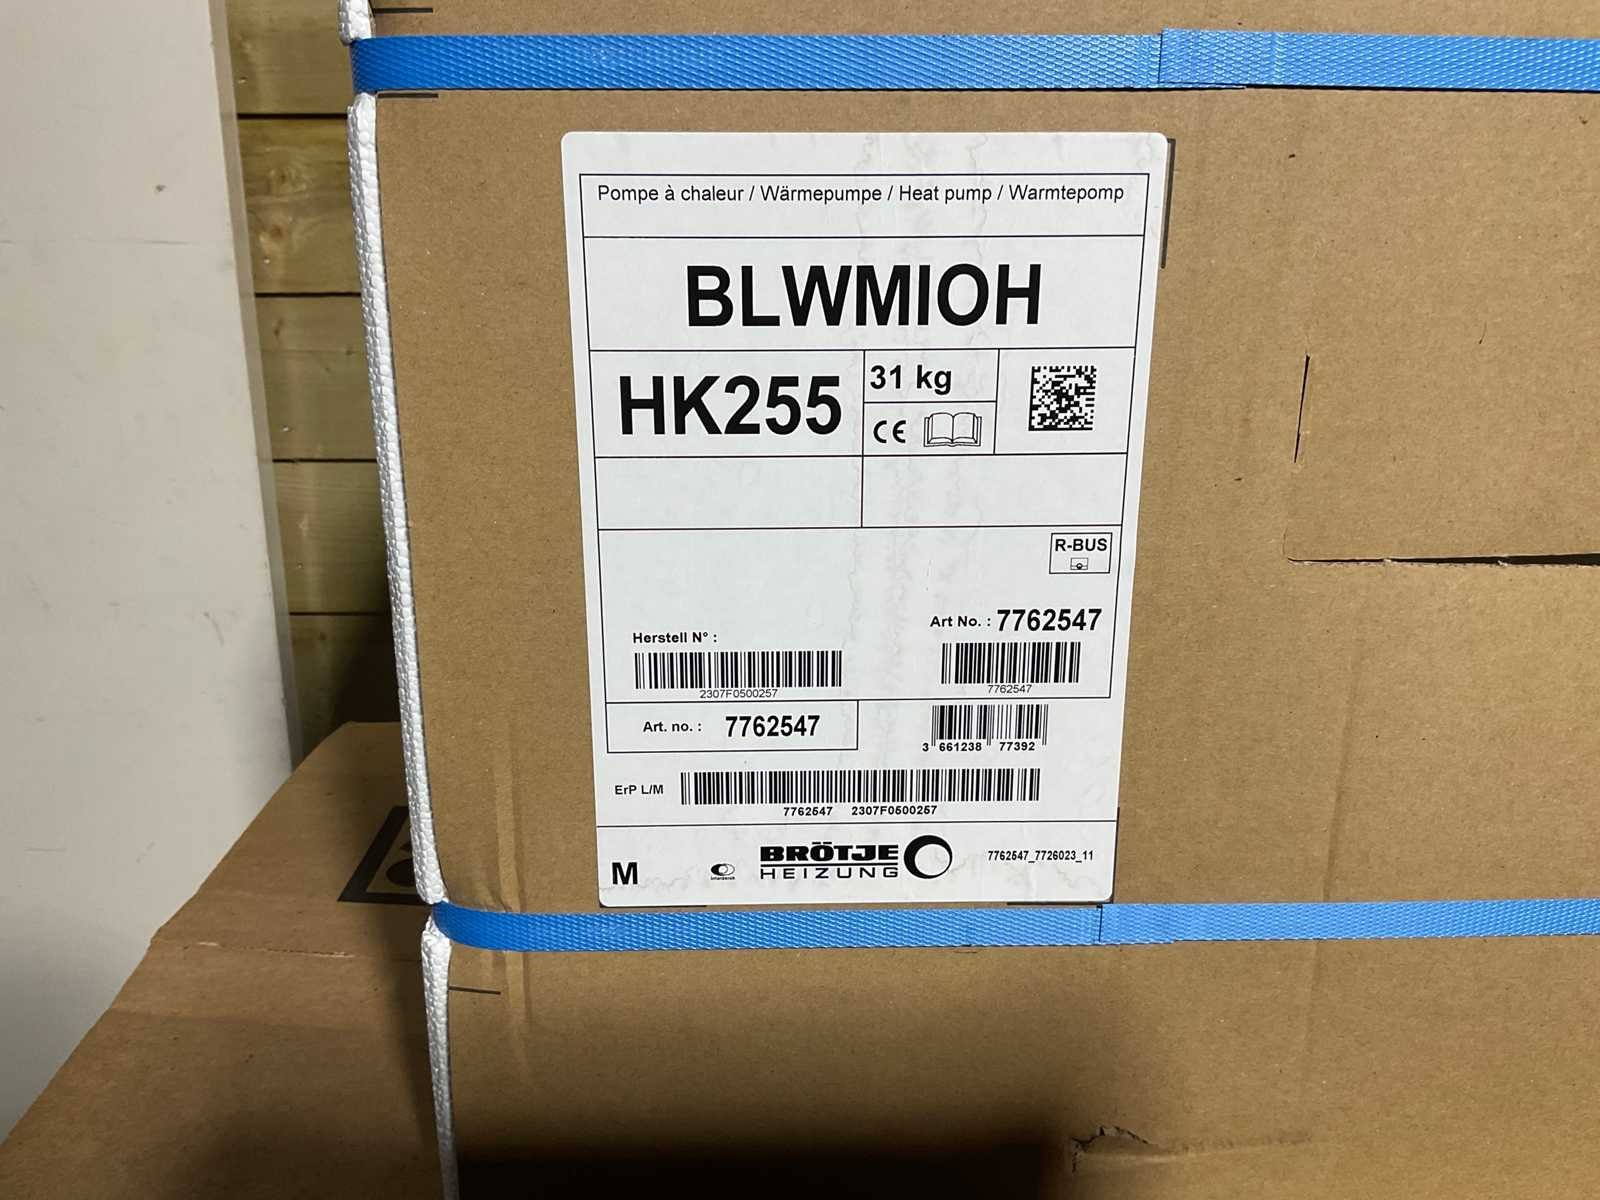 Pompe à chaleur / Wärmepumpe / Heat pump / Warmtepomp
BLWMIOH
HK255
31 kg
CE
R-BUS
Herstell N° :
2307F0500257
Art No. : 7762547
7762547
Art. no. : 7762547
3 661238 77392
ErP L/M
7762547 2307F0500257
M
BRÖTJE
HEIZUNG
7762547_7726023_11